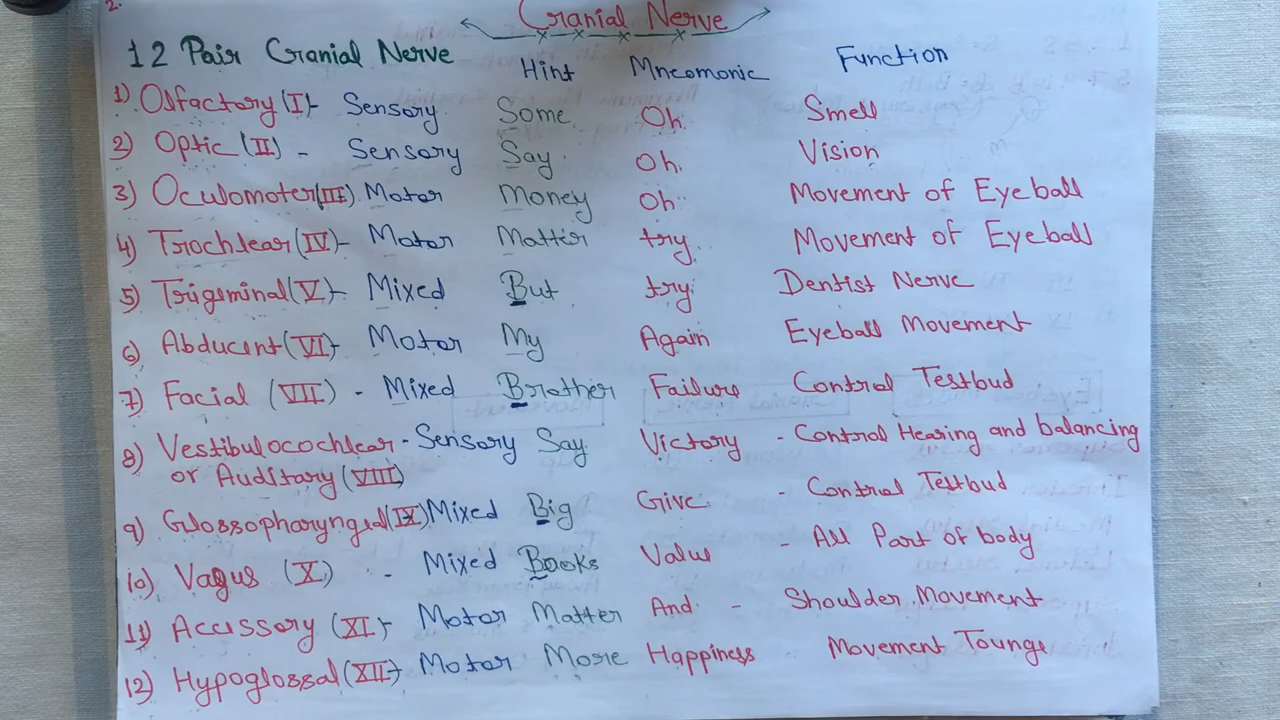 2.
Cranial Nerve
12 Pair Cranial Nerve Hint Mneomonic Function
1) Olfactory (I)- Sensory Some Oh. Smell
2) Optic (II) - Sensory Say Oh. Vision
3) Oculomoter(III) Motor Money Oh Movement of Eyeball
4) Trochlear (IV)- Motor Matter try. Movement of Eyeball
5) Trigeminal (V)- Mixed But try Dentist Nerve
6) Abducent (VI)- Motor My Again Eyeball Movement
7) Facial (VII) - Mixed Brother Failure Control Testbud
8) Vestibulocochlear - Sensory Say Victory - Control Hearing and balancing
or Auditory (VIII)
9) Glossopharynged (IX) Mixed Big Give - Control Testbud
10) Vagus (X) - Mixed Books Value - All Part of body
11) Accessory (XI)- Motor Matter And - Shoulder Movement
12) Hypoglossal (XII)- Motor More Happiness Movement Tounge